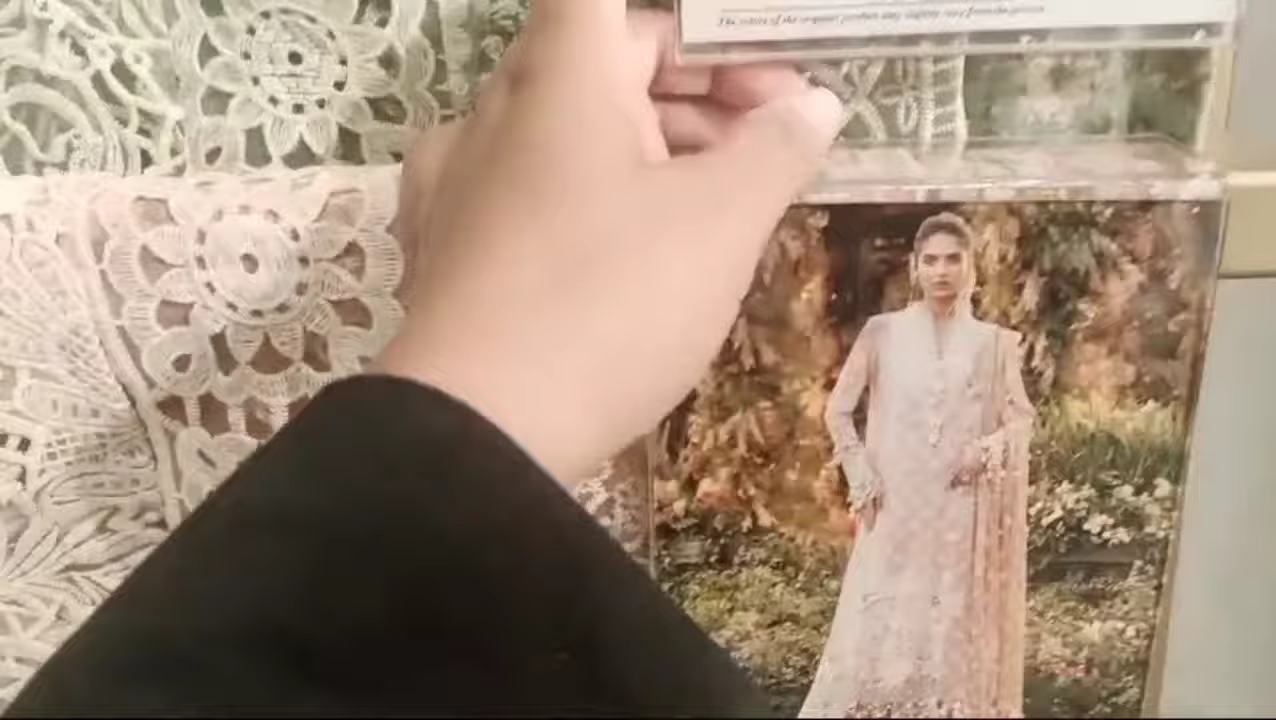 The colors of the original product may slightly vary from the picture